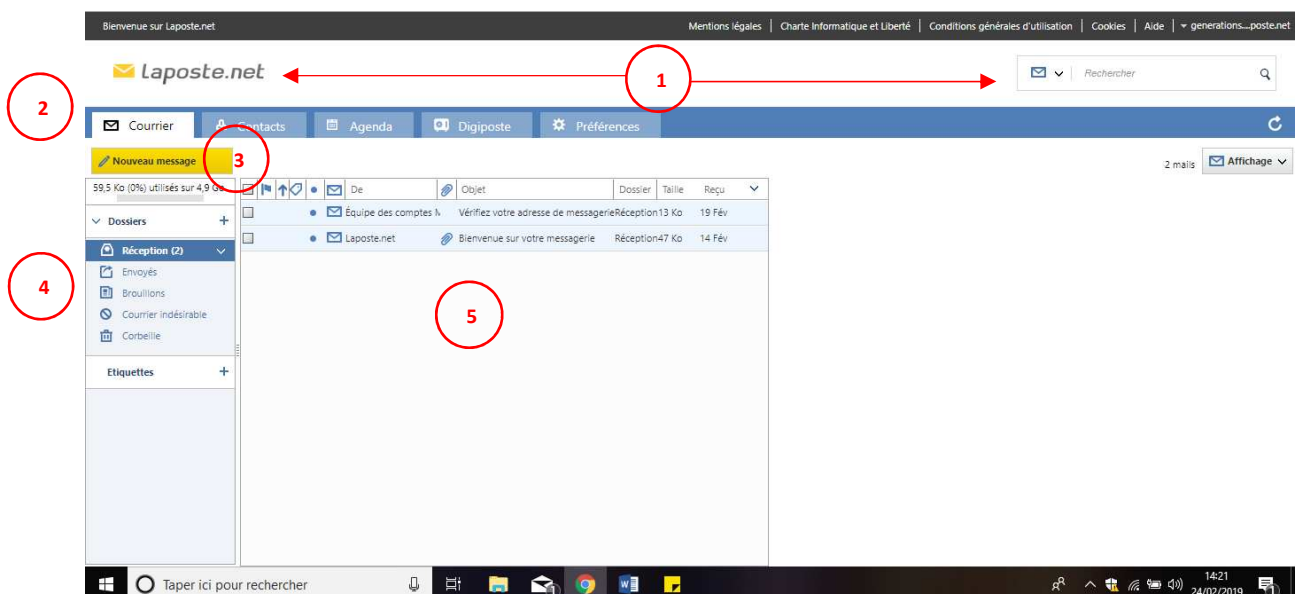 Bienvenue sur Laposte.net Mentions légales | Charte Informatique et Liberté | Conditions générales d'utilisation | Cookies | Aide | generations....poste.net
Laposte.net 1 Rechercher
2
Courrier Contacts Agenda Digiposte Préférences
Nouveau message 3 2 mails Affichage
59,5 Ko (0%) utilisés sur 4,9 Go De Objet Dossier Taille Reçu
Équipe des comptes Vérifiez votre adresse de messagerie Réception 13 Ko 19 Fév
Dossiers +
Laposte.net Bienvenue sur votre messagerie Réception 47 Ko 14 Fév
Réception (2)
Envoyés
4 Brouillons
5
Courrier indésirable
Corbeille
Etiquettes +
Taper ici pour rechercher 14:21
24/02/2019